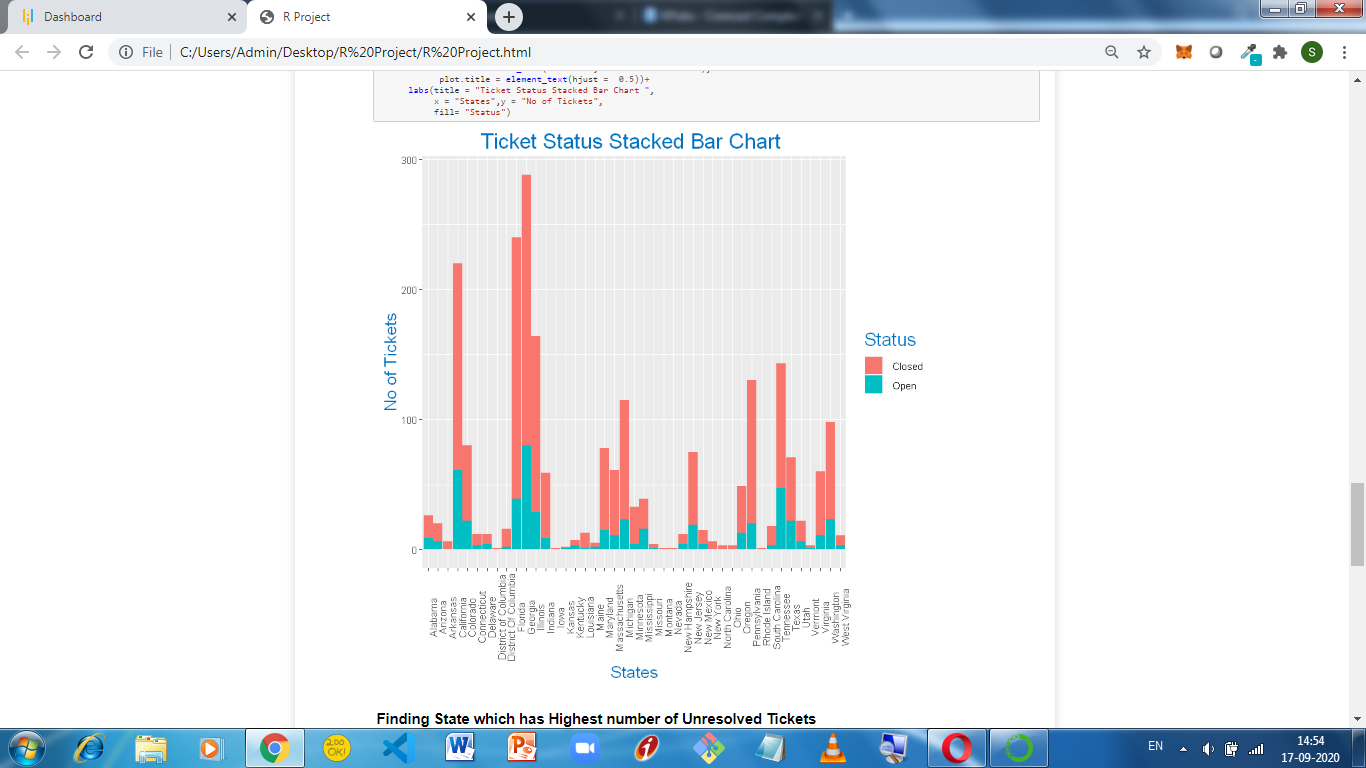 Dashboard
R Project
File
C:/Users/Admin/Desktop/R%20Project/R%20Project.html
S
plot.title = element_text(hjust = 0.5))+
labs(title = "Ticket Status Stacked Bar Chart ",
x = "States",y = "No of Tickets",
fill= "Status")
Ticket Status Stacked Bar Chart
300
200
100
0
No of Tickets
Status
Closed
Open
Alabama
Arizona
Arkansas
California
Colorado
Connecticut
Delaware
District of Columbia
District Of Columbia
Florida
Georgia
Illinois
Indiana
Iowa
Kansas
Kentucky
Louisiana
Maine
Maryland
Massachusetts
Michigan
Minnesota
Mississippi
Missouri
Montana
Nevada
New Hampshire
New Jersey
New Mexico
New York
North Carolina
Ohio
Oregon
Pennsylvania
Rhode Island
South Carolina
Tennessee
Texas
Utah
Vermont
Virginia
Washington
West Virginia
States
Finding State which has Highest number of Unresolved Tickets
200 OK!
EN
14:54
17-09-2020